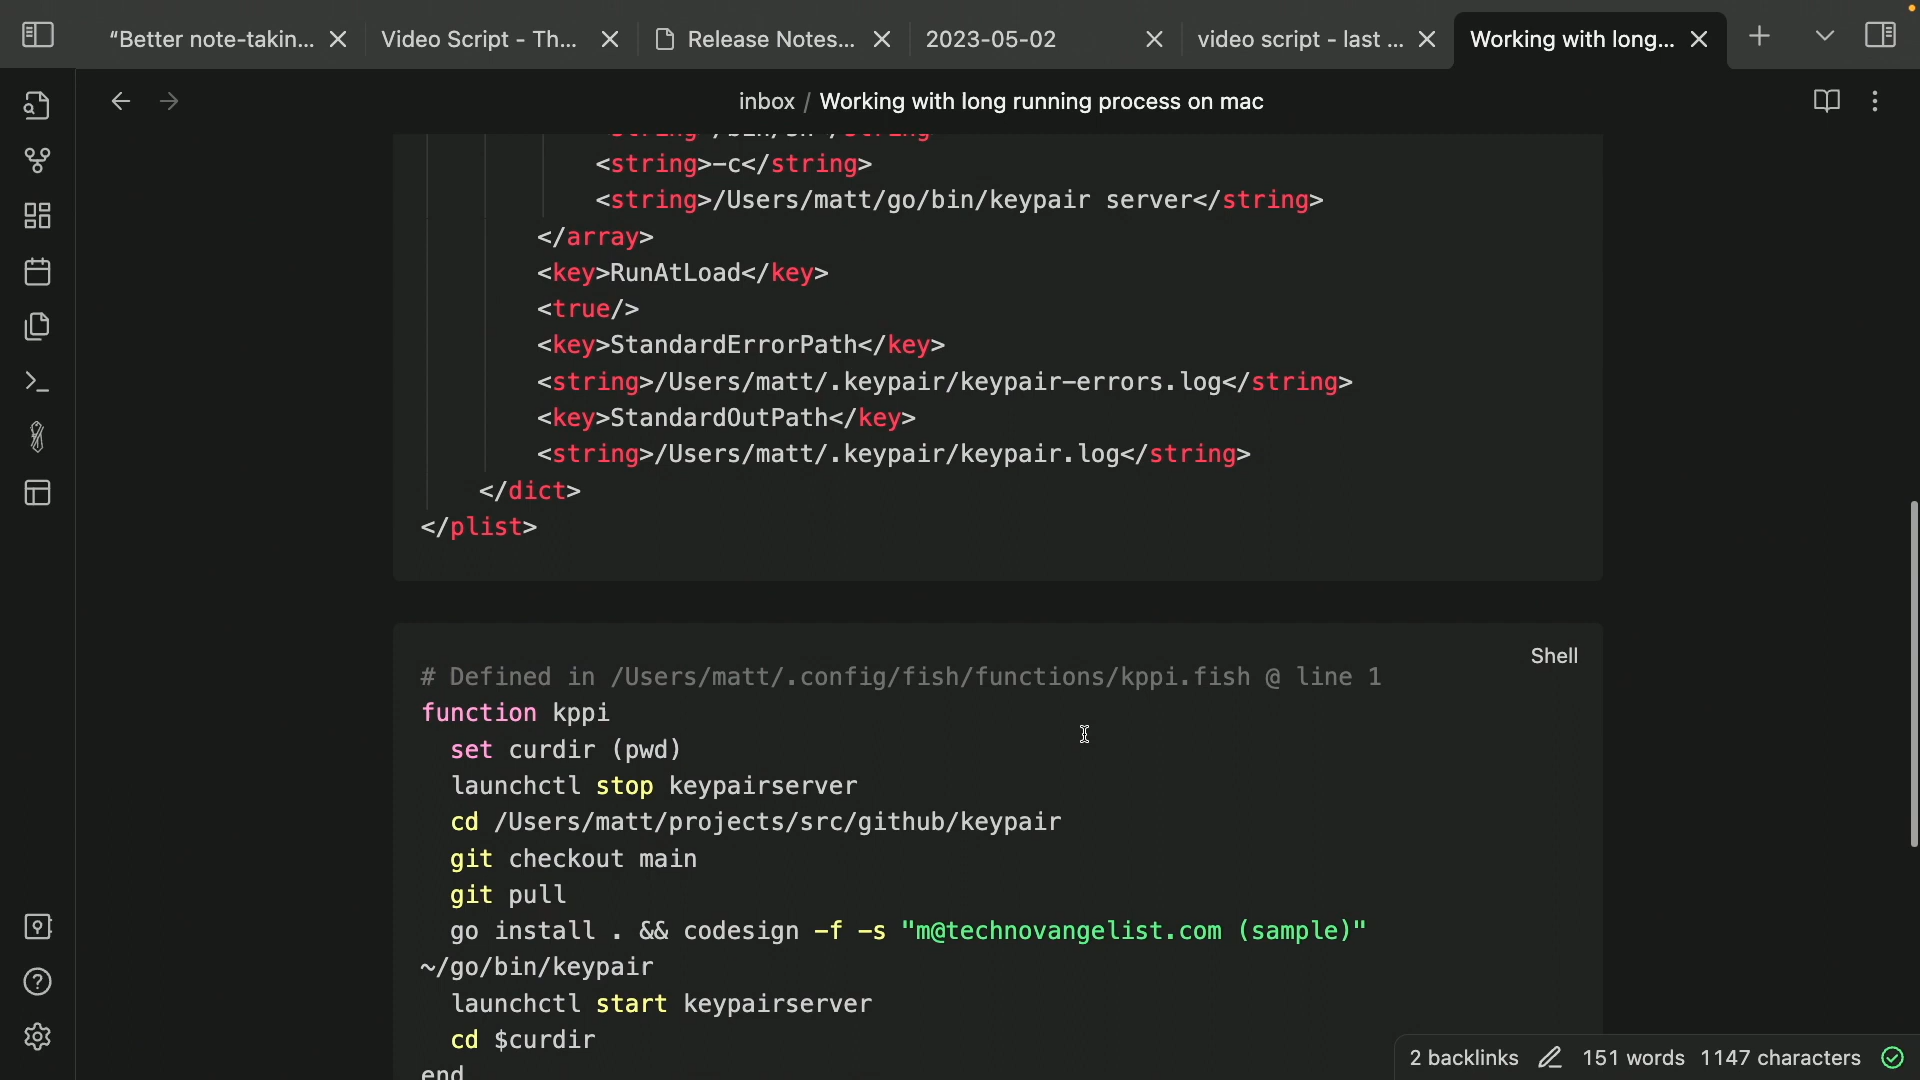 “Better note-takin...
Video Script - Th...
Release Notes...
2023-05-02
video script - last ...
Working with long...
inbox / Working with long running process on mac
<string>-c</string>
<string>/Users/matt/go/bin/keypair server</string>
</array>
<key>RunAtLoad</key>
<true/>
<key>StandardErrorPath</key>
<string>/Users/matt/.keypair/keypair-errors.log</string>
<key>StandardOutPath</key>
<string>/Users/matt/.keypair/keypair.log</string>
</dict>
</plist>
Shell
# Defined in /Users/matt/.config/fish/functions/kppi.fish @ line 1
function kppi
set curdir (pwd)
launchctl stop keypairserver
cd /Users/matt/projects/src/github/keypair
git checkout main
git pull
go install . && codesign -f -s "m@technovangelist.com (sample)"
~/go/bin/keypair
launchctl start keypairserver
cd $curdir
end
2 backlinks 151 words 1147 characters